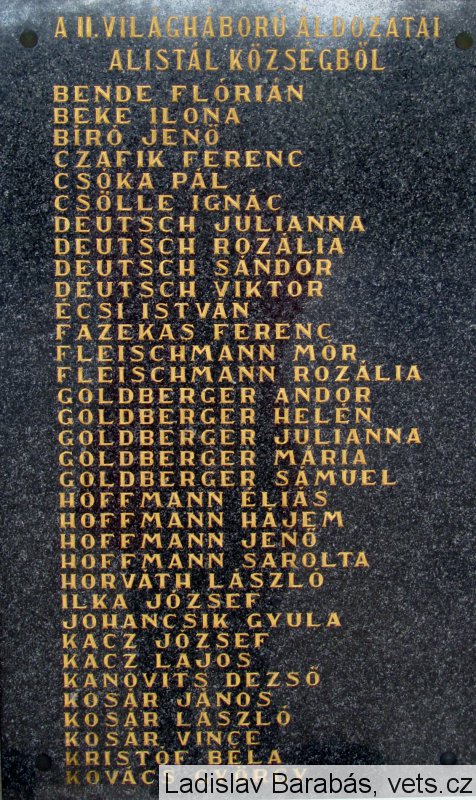 A II. VILÁGHÁBORÚ ÁLDOZATAI
ALISTÁL KÖZSÉGBŐL
BENDE FLÓRIÁN
BEKE ILONA
BÍRÓ JENŐ
CZAFIK FERENC
CSÓKA PÁL
CSÖLLE IGNÁC
DEUTSCH JULIANNA
DEUTSCH ROZÁLIA
DEUTSCH SÁNDOR
DEUTSCH VIKTOR
ÉCSI ISTVÁN
FAZEKAS FERENC
FLEISCHMANN MÓR
FLEISCHMANN ROZÁLIA
GOLDBERGER ANDOR
GOLDBERGER HELÉN
GOLDBERGER JULIANNA
GOLDBERGER MÁRIA
GOLDBERGER SÁMUEL
HOFFMANN ÉLIÁS
HOFFMANN HÁJEM
HOFFMANN JENŐ
HOFFMANN SAROLTA
HORVÁTH LÁSZLÓ
ILKA JÓZSEF
JOHANCSIK GYULA
KACZ JÓZSEF
KACZ LAJOS
KANOVITS DEZSŐ
KOSÁR JÁNOS
KOSÁR LÁSZLÓ
KOSÁR VINCE
KRISTÓF BÉLA
KOVÁCS
Ladislav Barabás, vets.cz